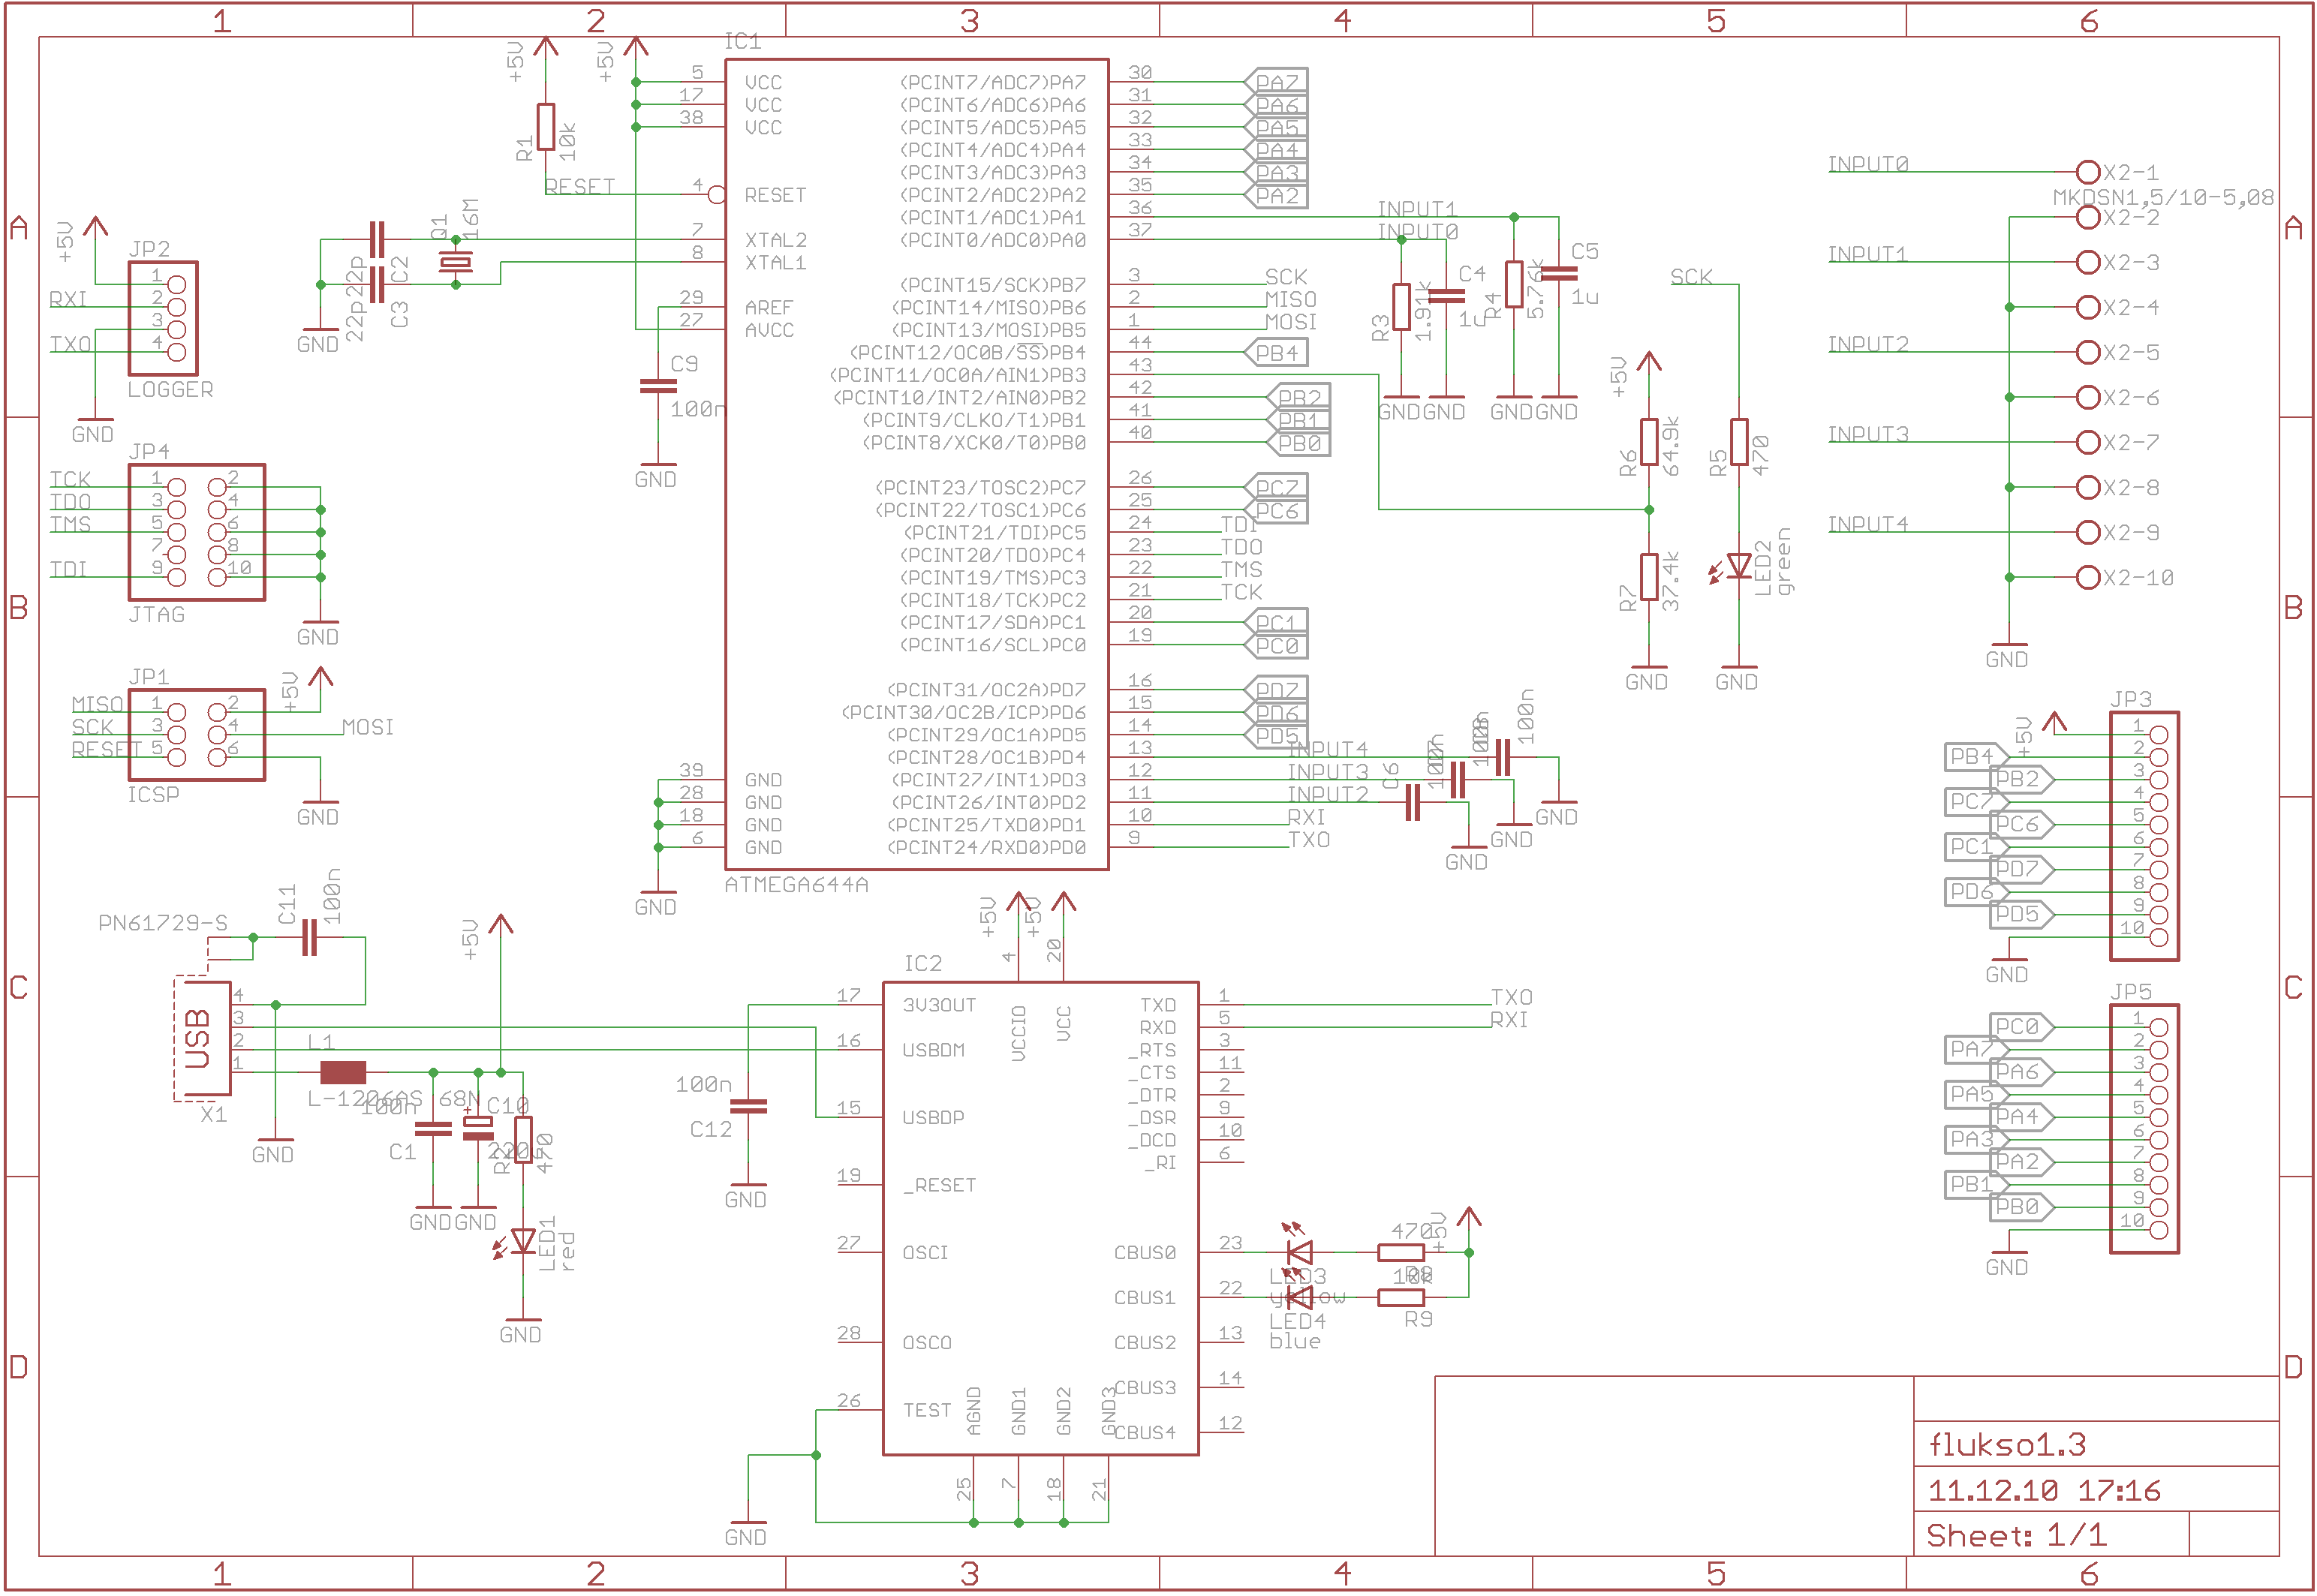 1 2 3 4 5 6
A
B
C
D
+5V
+5V
R1
10k
RESET
IC1
5 VCC
17 VCC
38 VCC
4 RESET
7 XTAL2
8 XTAL1
29 AREF
27 AVCC
39 GND
28 GND
18 GND
6 GND
(PCINT7/ADC7)PA7 30 PA7
(PCINT6/ADC6)PA6 31 PA6
(PCINT5/ADC5)PA5 32 PA5
(PCINT4/ADC4)PA4 33 PA4
(PCINT3/ADC3)PA3 34 PA3
(PCINT2/ADC2)PA2 35 PA2
(PCINT1/ADC1)PA1 36 INPUT1
(PCINT0/ADC0)PA0 37 INPUT0
(PCINT15/SCK)PB7 3 SCK
(PCINT14/MISO)PB6 2 MISO
(PCINT13/MOSI)PB5 1 MOSI
(PCINT12/OC0B/SS)PB4 44 PB4
(PCINT11/OC0A/AIN1)PB3 43
(PCINT10/INT2/AIN0)PB2 42 PB2
(PCINT9/CLKO/T1)PB1 41 PB1
(PCINT8/XCK0/T0)PB0 40 PB0
(PCINT23/TOSC2)PC7 26 PC7
(PCINT22/TOSC1)PC6 25 PC6
(PCINT21/TDI)PC5 24 TDI
(PCINT20/TDO)PC4 23 TDO
(PCINT19/TMS)PC3 22 TMS
(PCINT18/TCK)PC2 21 TCK
(PCINT17/SDA)PC1 20 PC1
(PCINT16/SCL)PC0 19 PC0
(PCINT31/OC2A)PD7 16 PD7
(PCINT30/OC2B/ICP)PD6 15 PD6
(PCINT29/OC1A)PD5 14 PD5
(PCINT28/OC1B)PD4 13 INPUT4
(PCINT27/INT1)PD3 12 INPUT3
(PCINT26/INT0)PD2 11 INPUT2
(PCINT25/TXD0)PD1 10 RXI
(PCINT24/RXD0)PD0 9 TXO
ATMEGA644A
GND
Q1
16M
22p
C2
22p
C3
GND
C9
100n
GND
+5V
JP2
1
RXI 2
3
TXO 4
LOGGER
GND
JP4
TCK 1 2
TDO 3 4
TMS 5 6
7 8
TDI 9 10
JTAG
GND
JP1
+5V
MISO 1 2
SCK 3 4 MOSI
RESET 5 6
ICSP
GND
R3
1.91k
C4
1u
R4
5.76k
C5
1u
GND GND GND GND
SCK
+5V
R6
64.9k
R5
470
R7
37.4k
LED2
green
GND GND
C6
100n
100n
GND GND GND
INPUT0 X2-1
MKDSN1,5/10-5,08
X2-2
INPUT1 X2-3
X2-4
INPUT2 X2-5
X2-6
INPUT3 X2-7
X2-8
INPUT4 X2-9
X2-10
GND
JP3
+5V 1
PB4 2
PB2 3
PC7 4
PC6 5
PC1 6
PD7 7
PD6 8
PD5 9
10
GND
JP5
PC0 1
PA7 2
PA6 3
PA5 4
PA4 5
PA3 6
PA2 7
PB1 8
PB0 9
10
GND
PN61729-S
C11
100n
USB
4
3
2
1
X1
GND
L1
L-1206AS 68N
+5V
100n
C1
C10
R2
470
GND GND
LED1
red
GND
100n
C12
GND
+5V +5V
4 20
IC2
17 3V3OUT
16 USBDM
15 USBDP
19 _RESET
27 OSCI
28 OSCO
26 TEST
VCCIO VCC
TXD 1 TXO
RXD 5 RXI
_RTS 3
_CTS 11
_DTR 2
_DSR 9
_DCD 10
_RI 6
CBUS0 23
CBUS1 22
CBUS2 13
CBUS3 14
CBUS4 12
AGND GND1 GND2 GND3
25 7 18 21
GND
470
+5V
LED3
R8
10k
yellow
LED4
R9
blue
flukso1.3
11.12.10 17:16
Sheet: 1/1
1 2 3 4 5 6
A
B
C
D